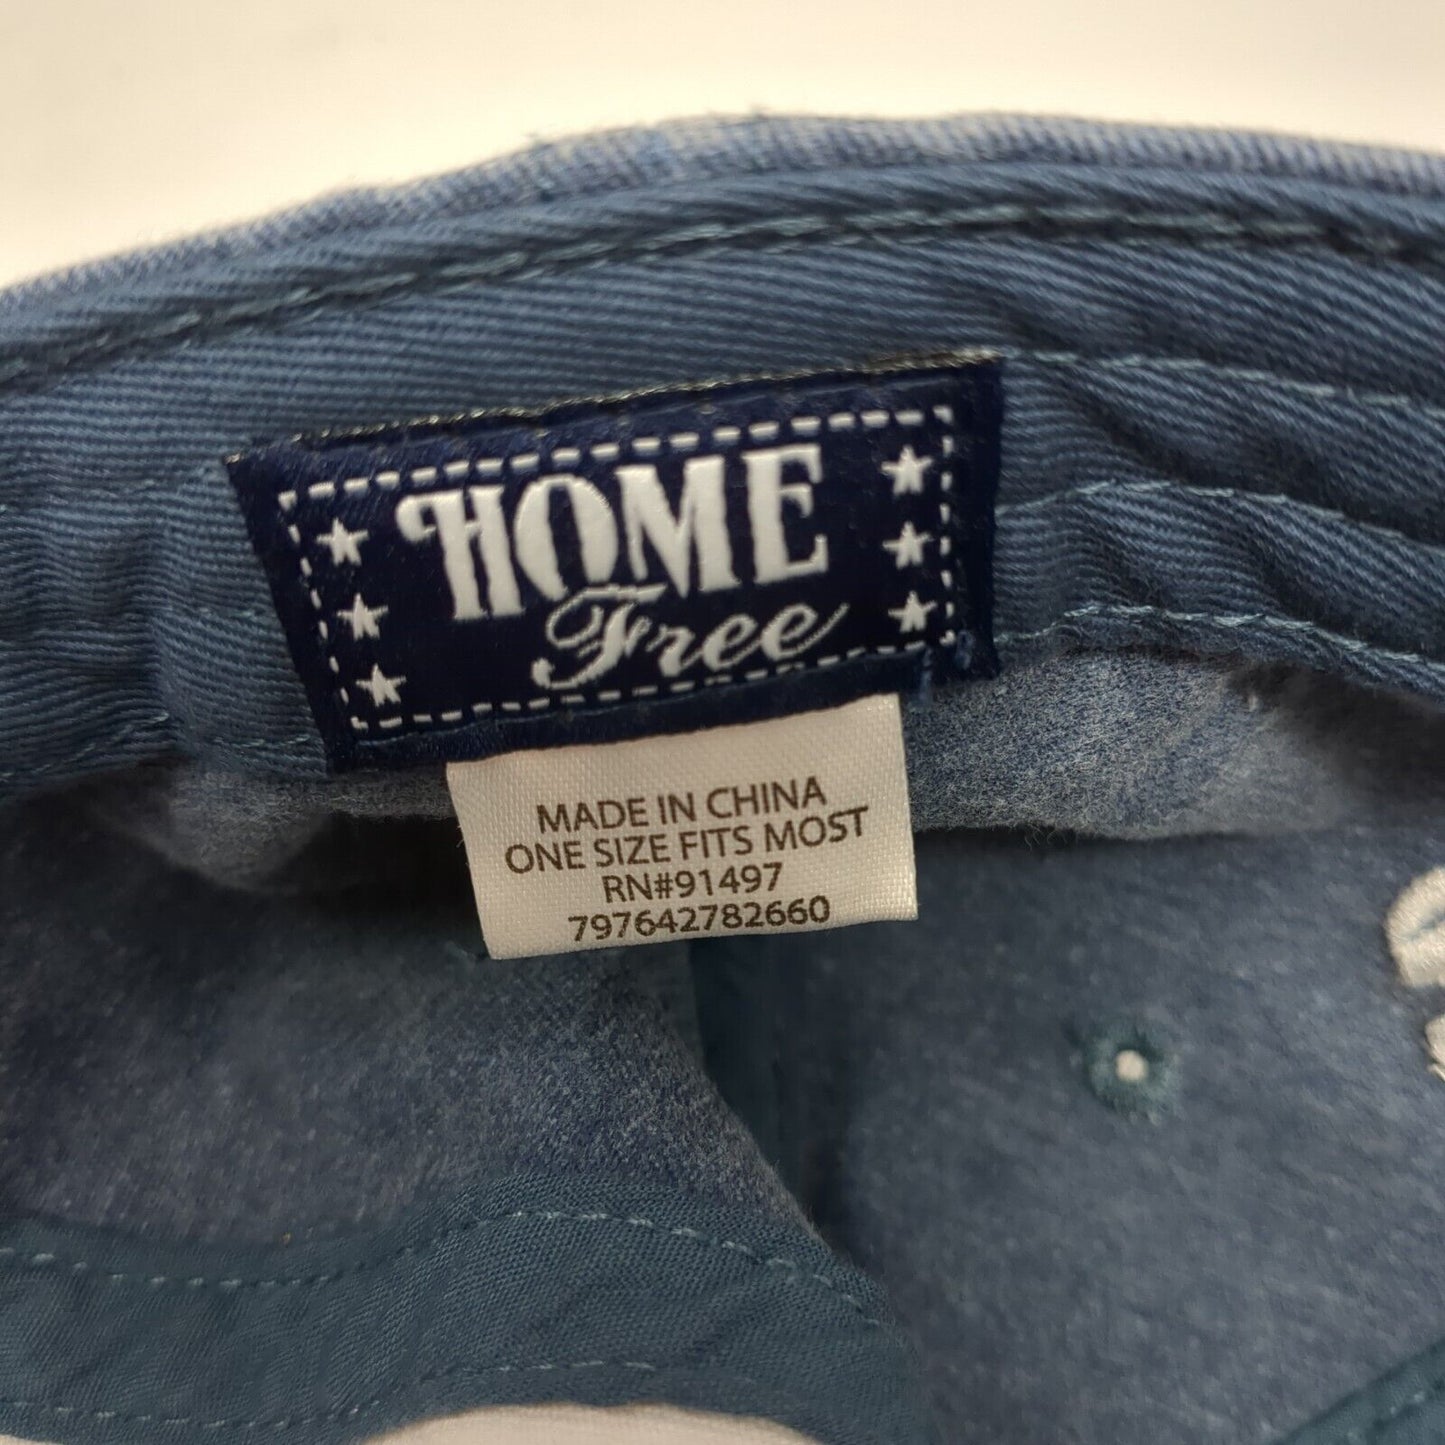 HOME
Free
MADE IN CHINA
ONE SIZE FITS MOST
RN#91497
797642782660